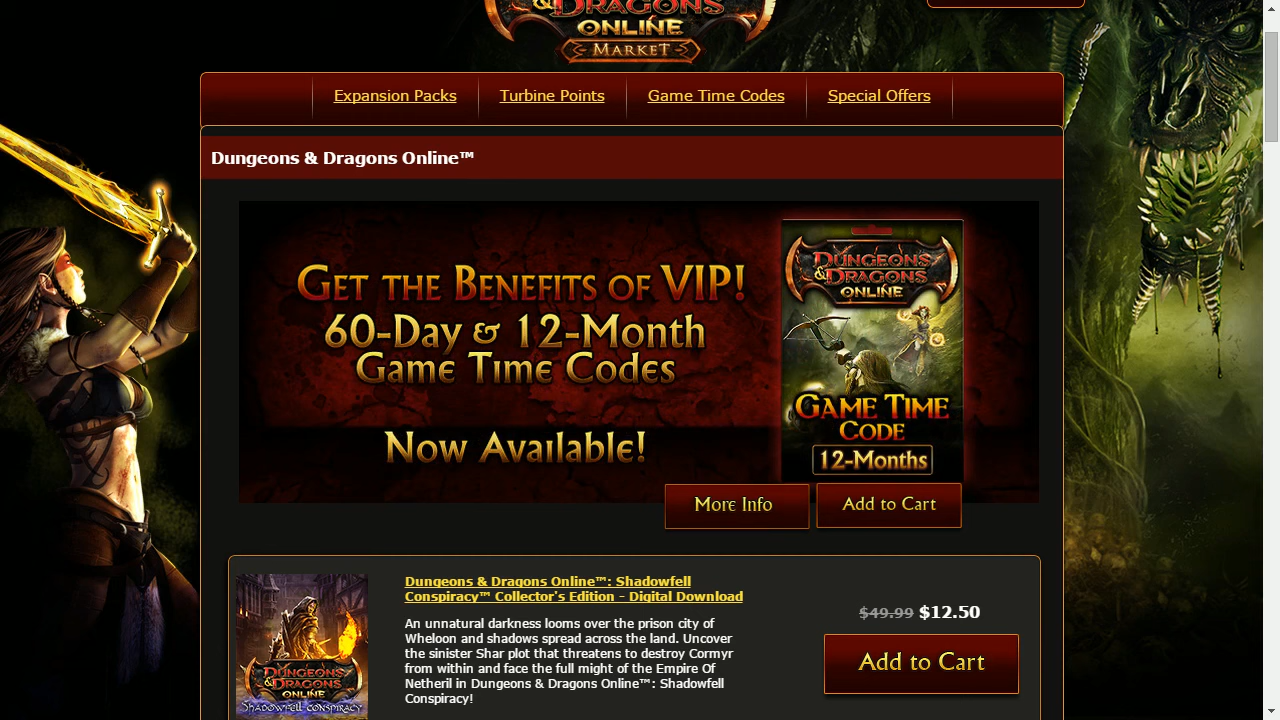 & DRAGONS
ONLINE
MARKET
Expansion Packs
Turbine Points
Game Time Codes
Special Offers
Dungeons & Dragons Online™
Get the Benefits of VIP!
60-Day & 12-Month
Game Time Codes
Now Available!
DUNGEONS
& DRAGONS
ONLINE
GAME TIME
CODE
12-Months
More Info
Add to Cart
DUNGEONS
& DRAGONS
ONLINE
SHADOWFELL CONSPIRACY
Dungeons & Dragons Online™: Shadowfell
Conspiracy™ Collector's Edition - Digital Download
An unnatural darkness looms over the prison city of
Wheloon and shadows spread across the land. Uncover
the sinister Shar plot that threatens to destroy Cormyr
from within and face the full might of the Empire Of
Netheril in Dungeons & Dragons Online™: Shadowfell
Conspiracy!
$49.99 $12.50
Add to Cart